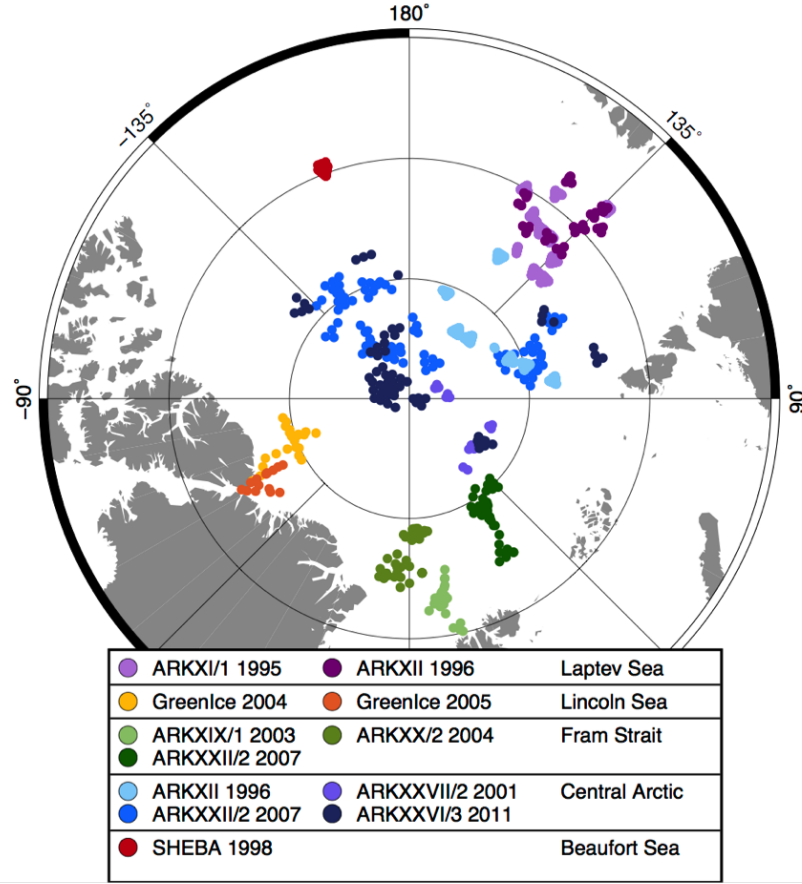 180°
-135°
135°
-90°
90°
ARKXI/1 1995 ARKXII 1996 Laptev Sea
GreenIce 2004 GreenIce 2005 Lincoln Sea
ARKXIX/1 2003 ARKXX/2 2004 Fram Strait
ARKXXII/2 2007
ARKXII 1996 ARKXXVII/2 2001 Central Arctic
ARKXXII/2 2007 ARKXXVI/3 2011
SHEBA 1998 Beaufort Sea